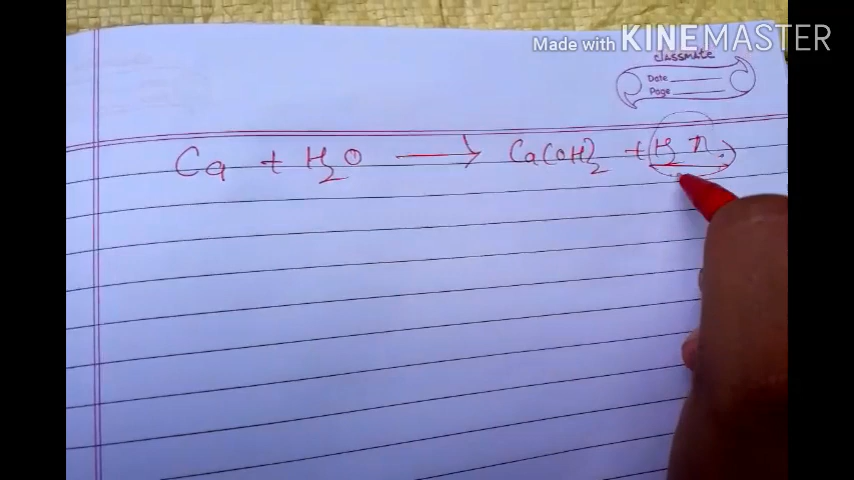 Made with KINEMASTER
classmate
Date
Page
Ca + H₂O → Ca(OH)₂ + H₂ ↑